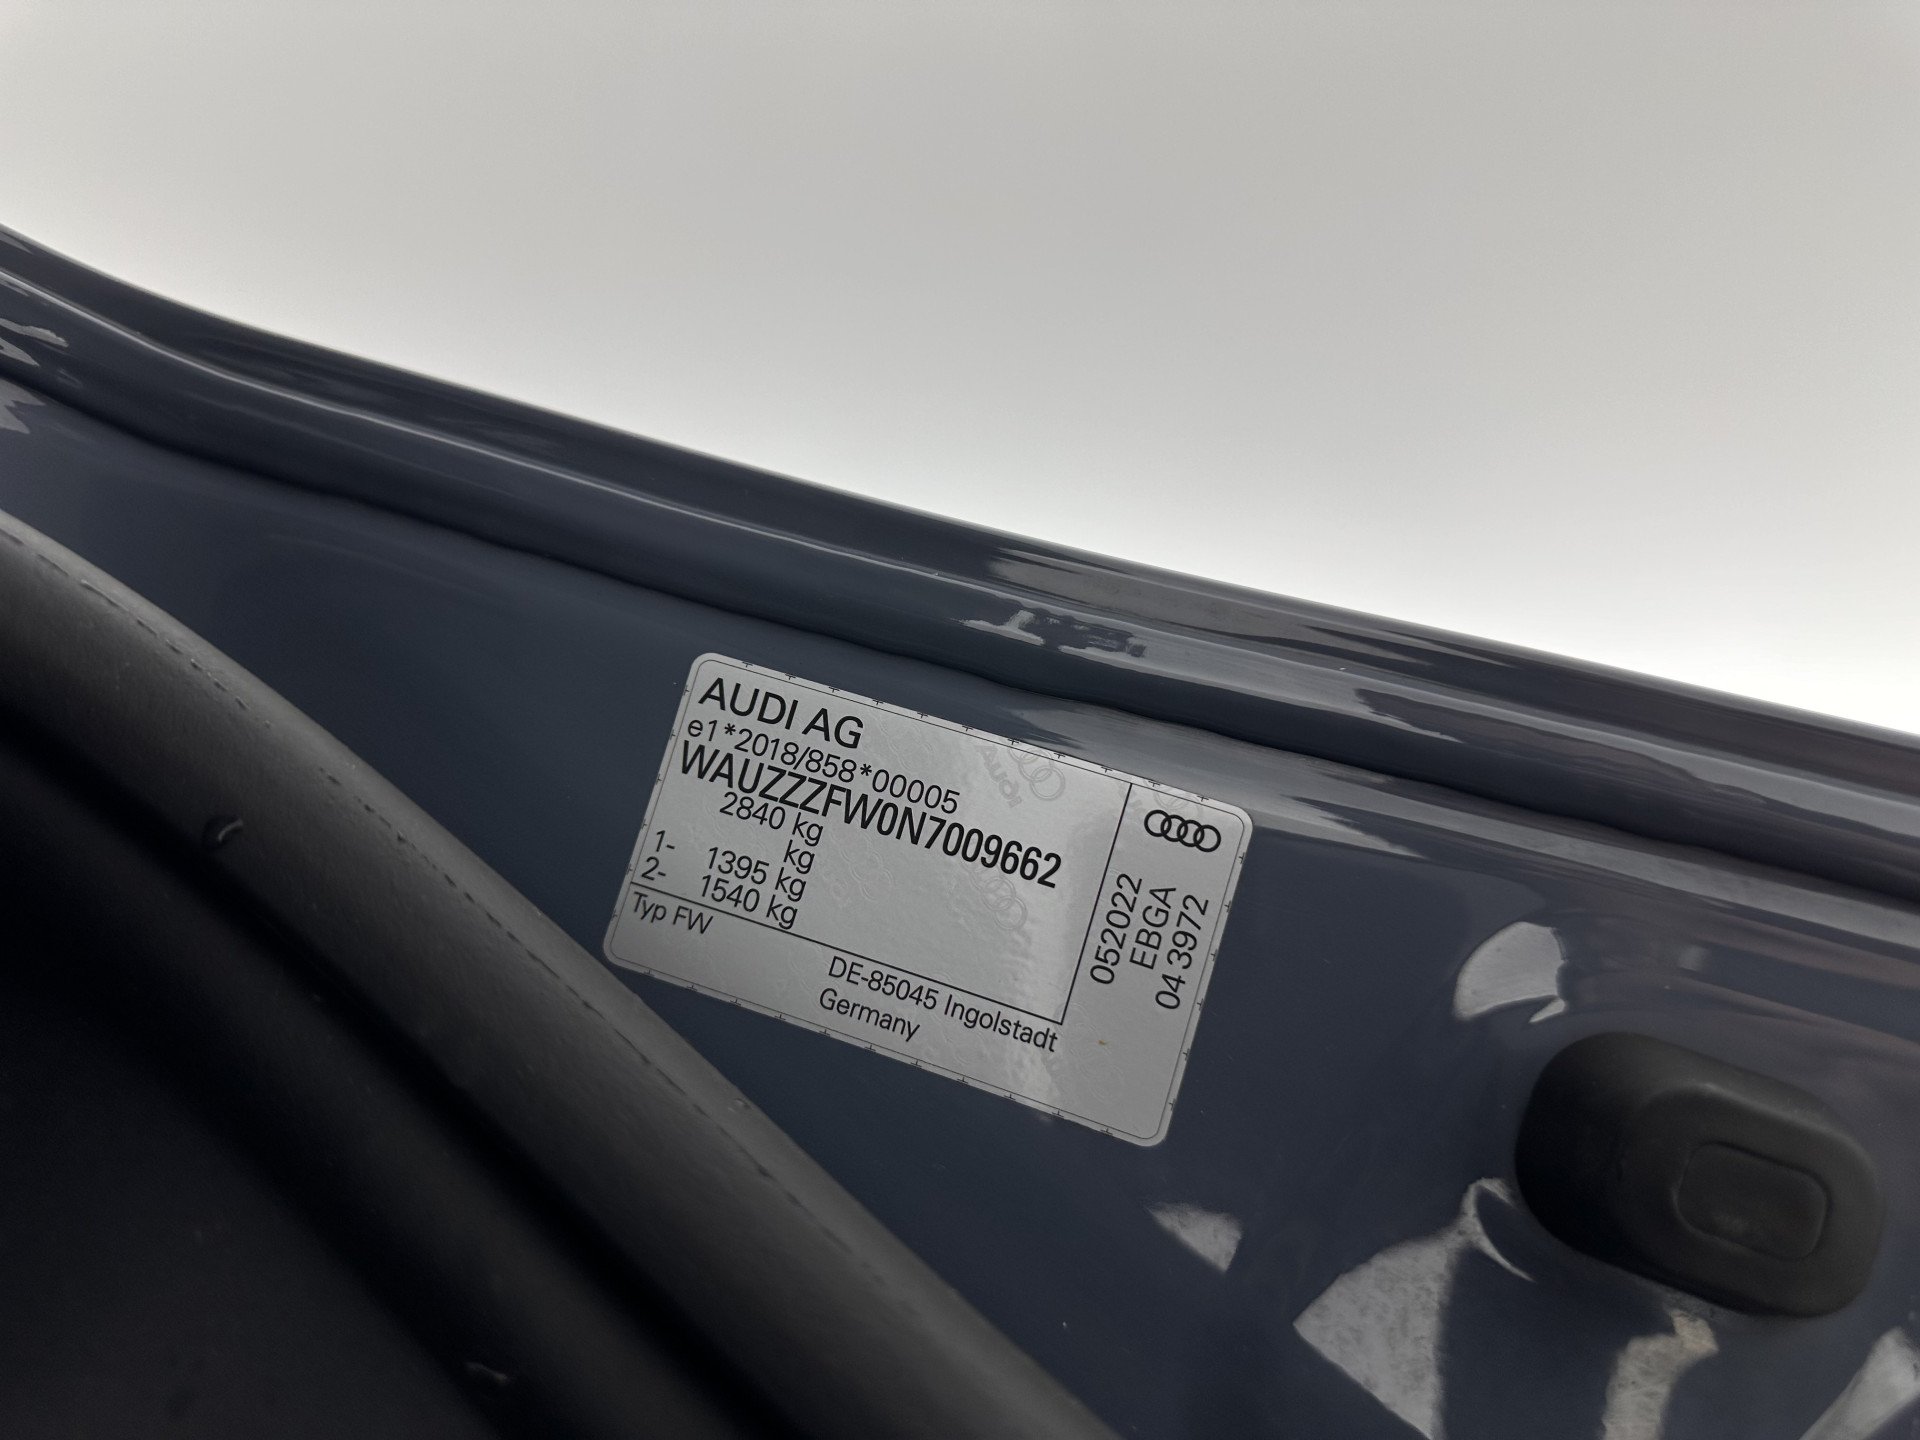 AUDI AG
e1*2018/858*00005
WAUZZZFW0N7009662
2840 kg
kg
1- 1395 kg
2- 1540 kg
Typ FW
DE-85045 Ingolstadt
Germany
052022
EBGA
04 3972
AUDI